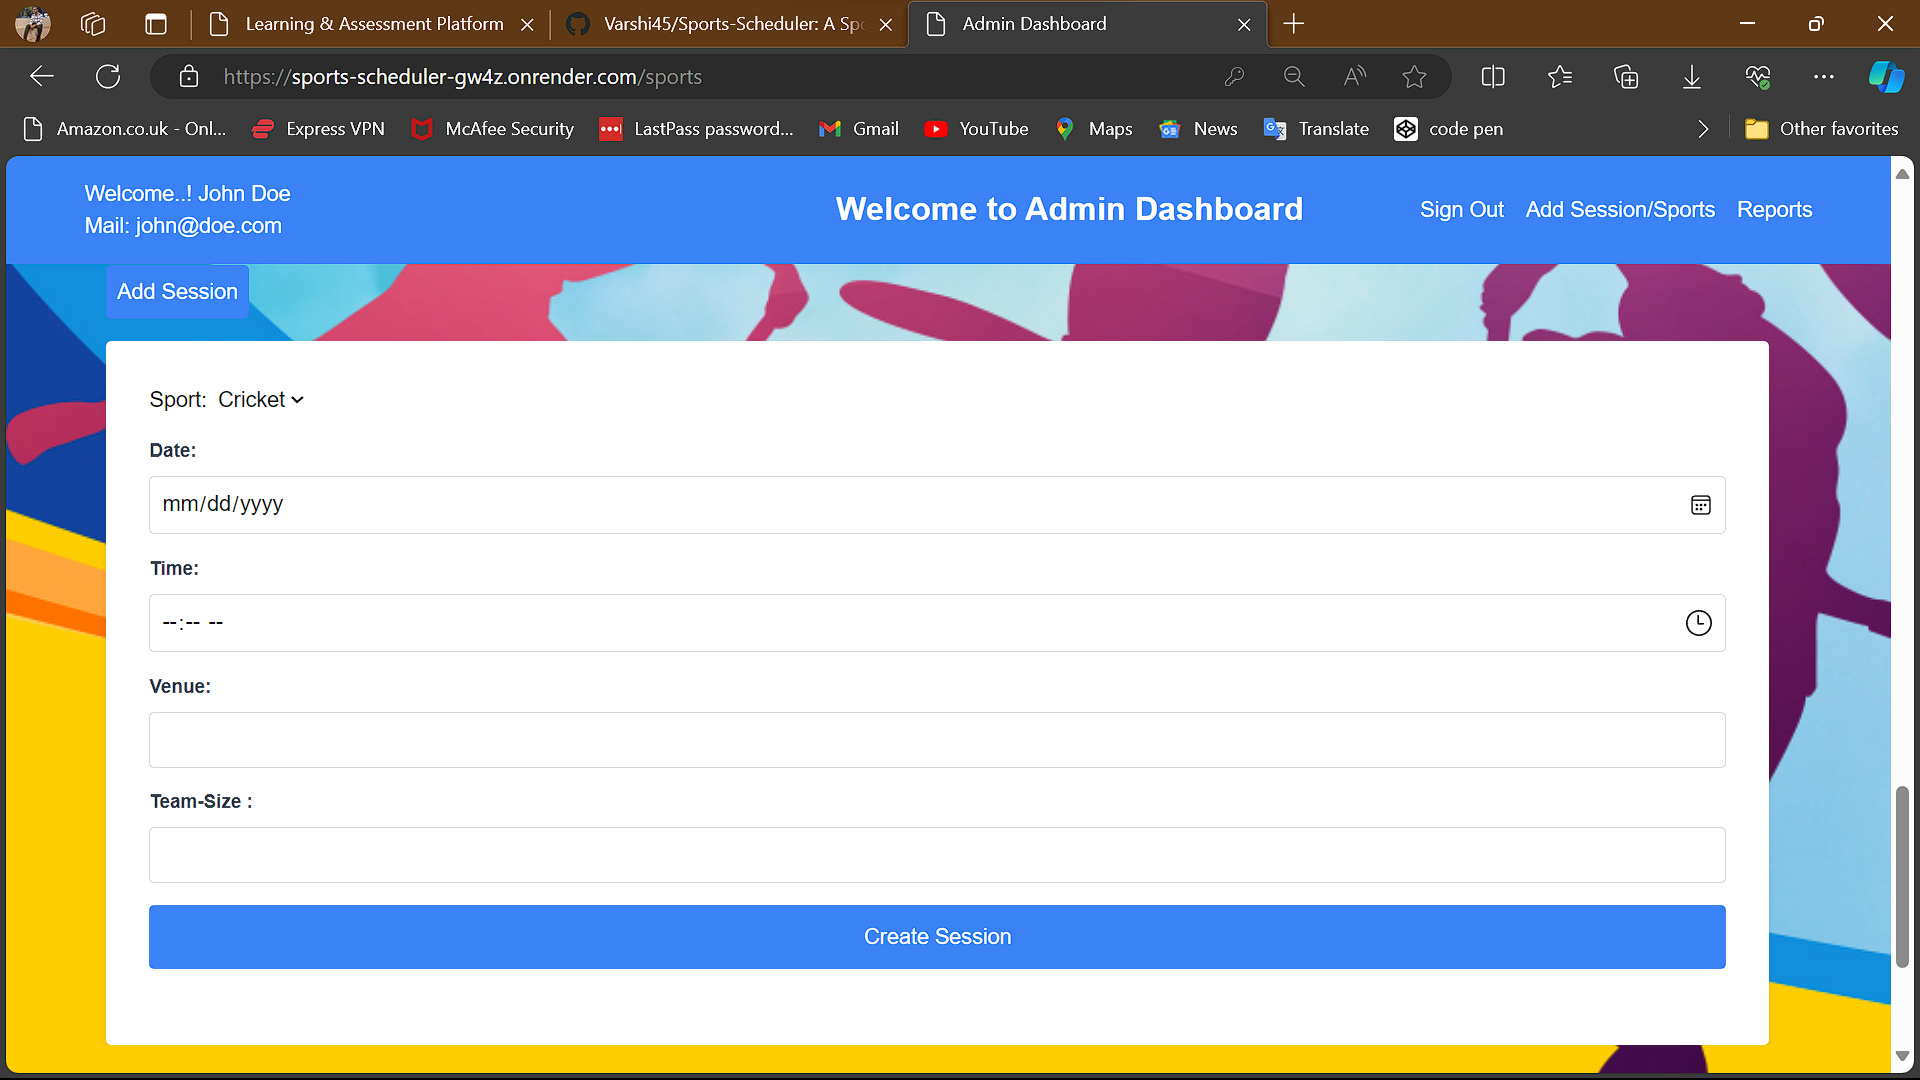 Learning & Assessment Platform
Varshi45/Sports-Scheduler: A Spo
Admin Dashboard
https://sports-scheduler-gw4z.onrender.com/sports
Amazon.co.uk - Onl...
Express VPN
McAfee Security
LastPass password...
Gmail
YouTube
Maps
News
Translate
code pen
Other favorites
Welcome..! John Doe
Mail: john@doe.com
Welcome to Admin Dashboard
Sign Out
Add Session/Sports
Reports
Add Session
Sport: Cricket
Date:
mm/dd/yyyy
Time:
--:-- --
Venue:
Team-Size :
Create Session